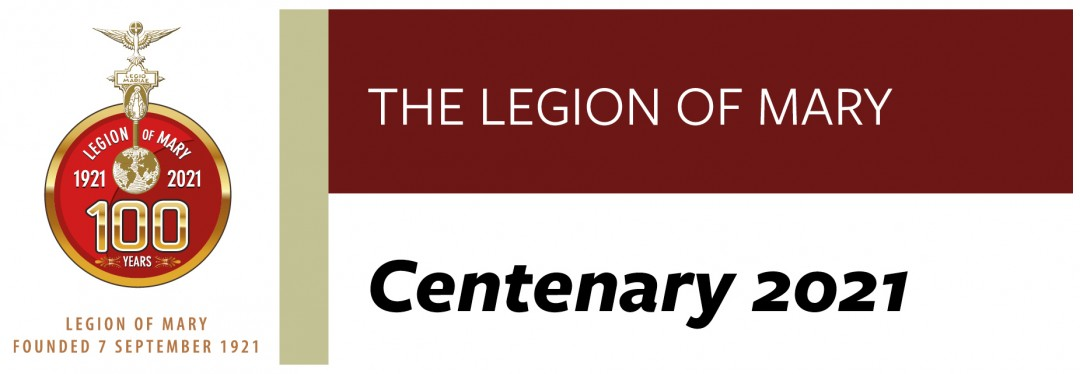 LEGIO
MARIAE
LEGION OF MARY
1921 2021
100
YEARS
LEGION OF MARY
FOUNDED 7 SEPTEMBER 1921
THE LEGION OF MARY
Centenary 2021